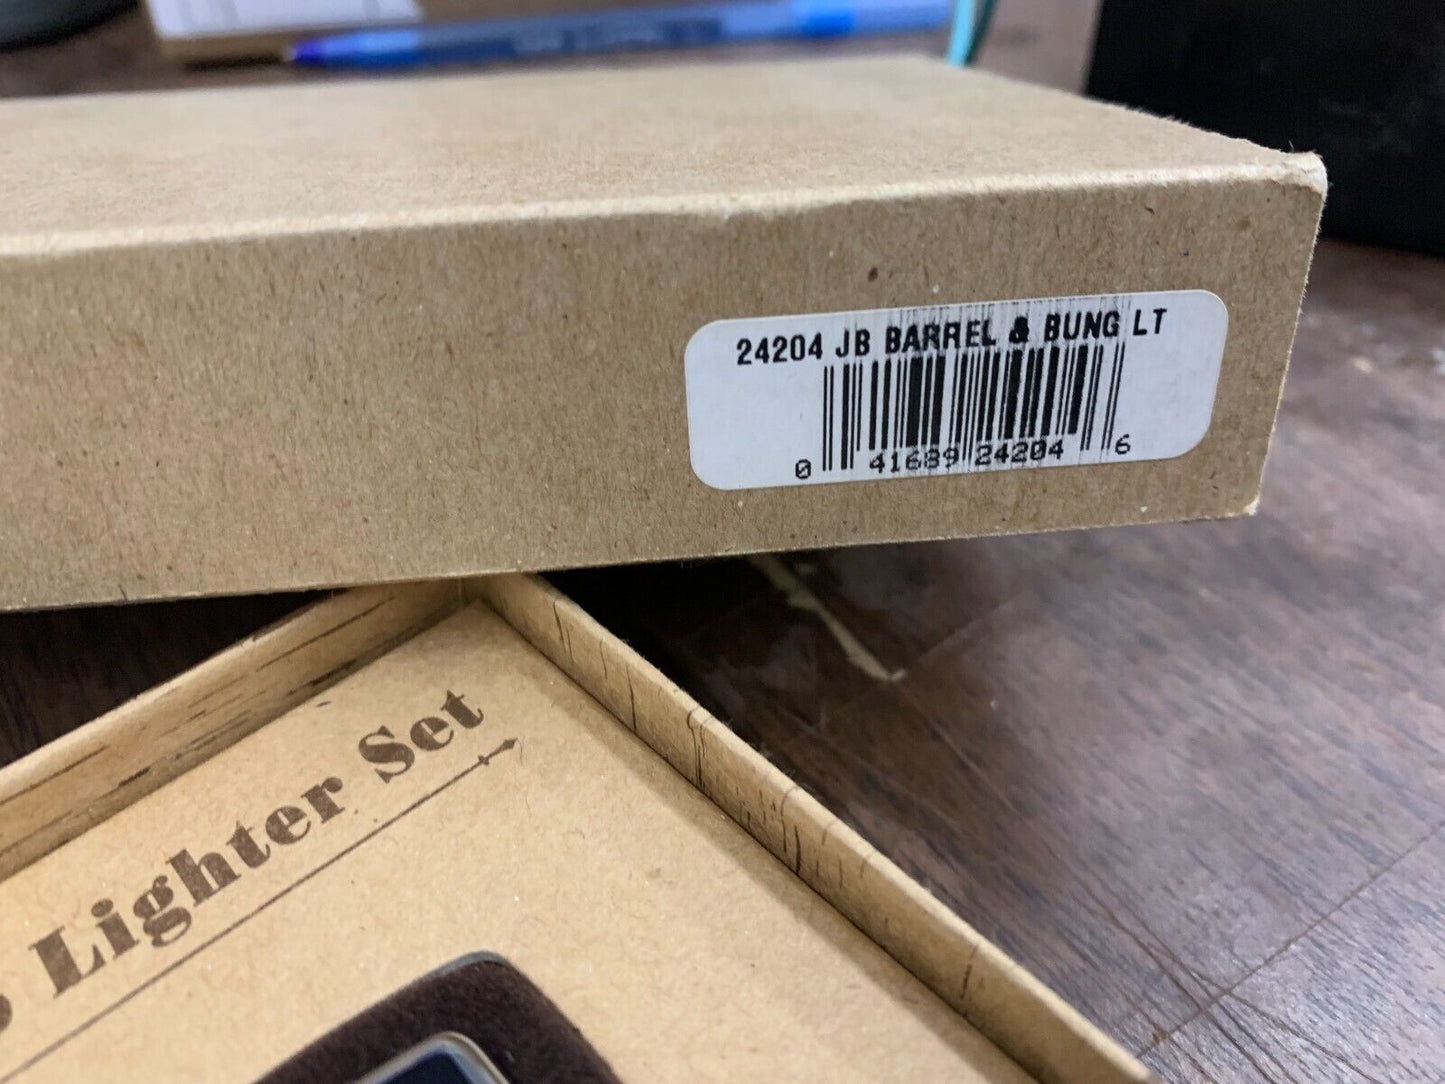 24204 JB BARREL & BUNG LT
0 41689 24204 6
Lighter Set